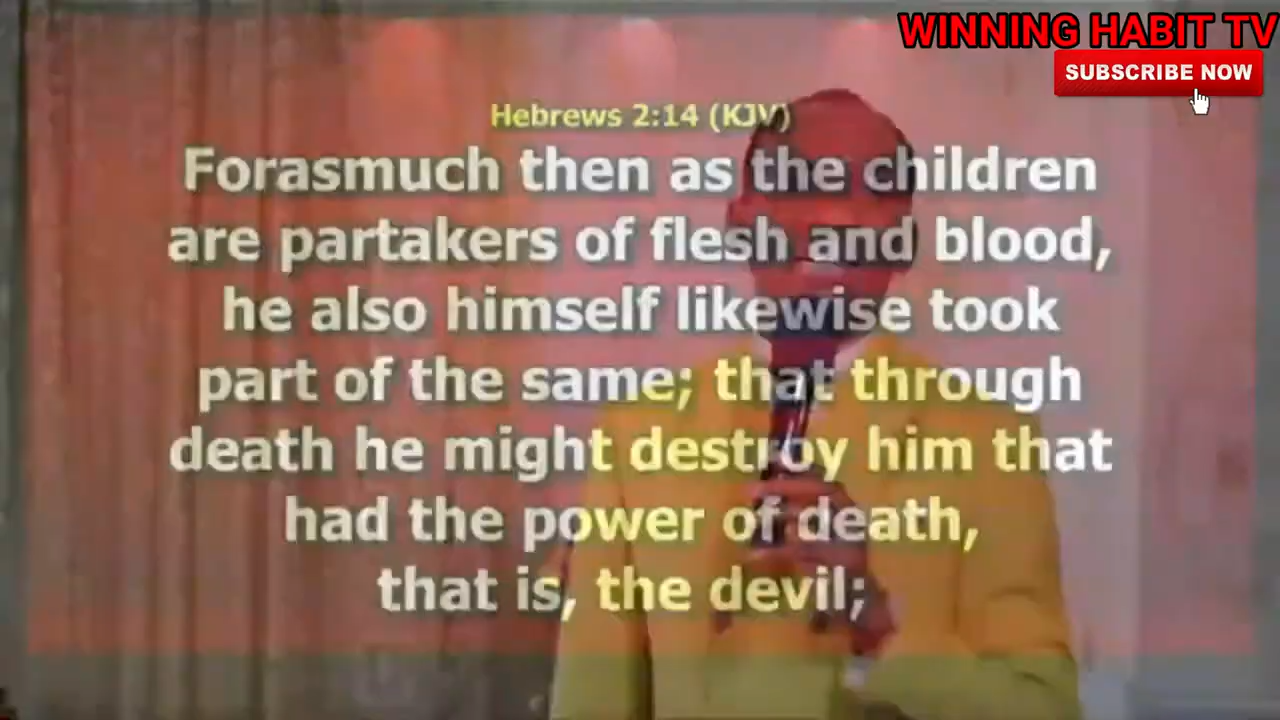 WINNING HABIT TV
SUBSCRIBE NOW
Hebrews 2:14 (KJV)
Forasmuch then as the children
are partakers of flesh and blood,
he also himself likewise took
part of the same; that through
death he might destroy him that
had the power of death,
that is, the devil;